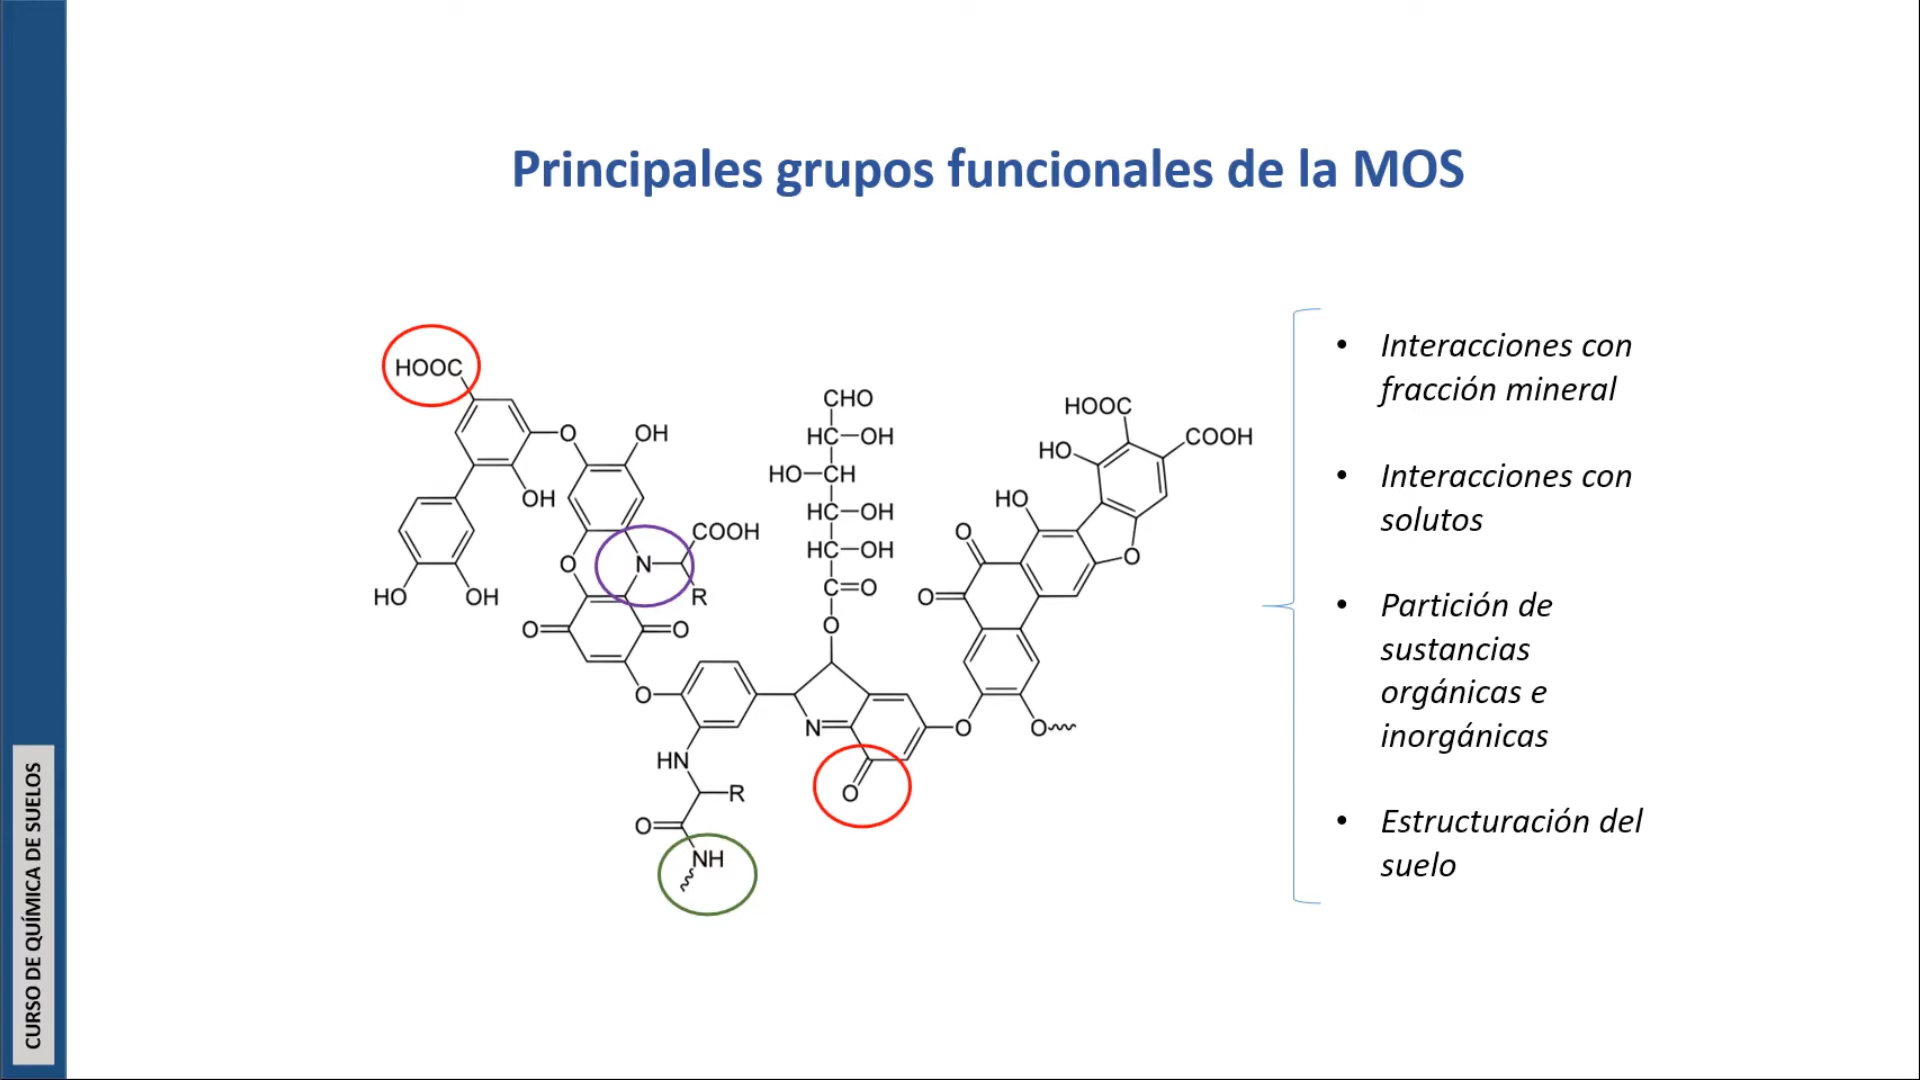 Principales grupos funcionales de la MOS
HOOC
O
OH
OH
HO
OH
O
N
COOH
R
O
O
O
HN
R
O
NH
CHO
HC OH
HO CH
HC OH
HC OH
C=O
O
N
O
O
O
HOOC
COOH
HO
HO
O
O
O
Interacciones con
fracción mineral
Interacciones con
solutos
Partición de
sustancias
orgánicas e
inorgánicas
Estructuración del
suelo
CURSO DE QUÍMICA DE SUELOS